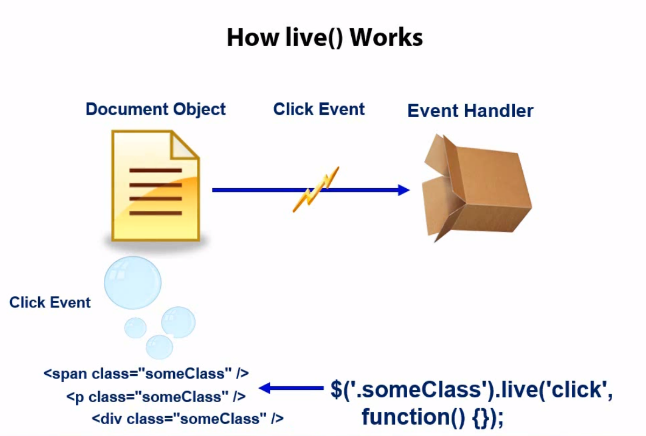 How live() Works
Document Object
Click Event
Event Handler
Click Event
<span class="someClass" />
<p class="someClass" />
<div class="someClass" />
$('.someClass').live('click',
function() {});